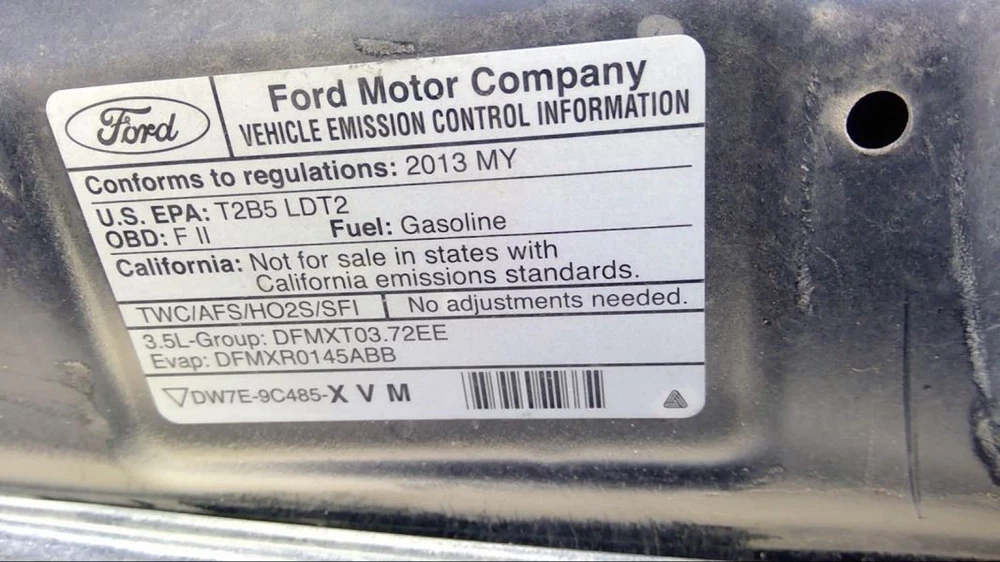 Ford
Ford Motor Company
VEHICLE EMISSION CONTROL INFORMATION
Conforms to regulations: 2013 MY
U.S. EPA: T2B5 LDT2
OBD: F II Fuel: Gasoline
California: Not for sale in states with
California emissions standards.
TWC/AFS/HO2S/SFI No adjustments needed.
3.5L-Group: DFMXT03.72EE
Evap: DFMXR0145ABB
DW7E-9C485-X V M